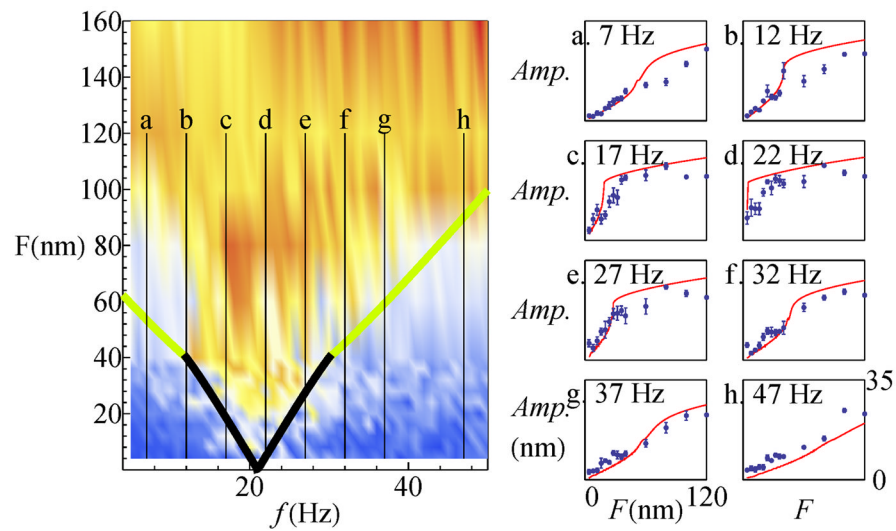 160
140
120
100
80
60
40
20
F(nm)
a b c d e f g h
20 40
f(Hz)
a. 7 Hz
b. 12 Hz
Amp.
c. 17 Hz
d. 22 Hz
Amp.
e. 27 Hz
f. 32 Hz
Amp.
g. 37 Hz
h. 47 Hz
Amp.
(nm)
35
0
0 120
F(nm)
F